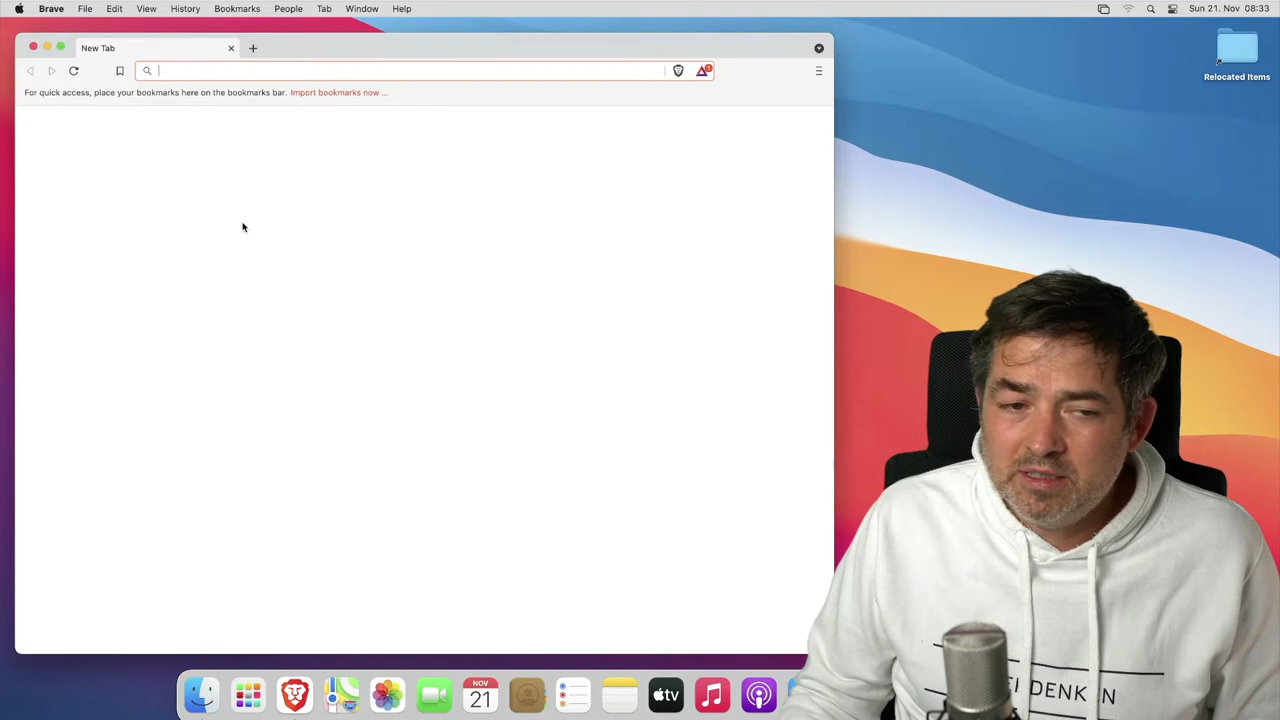 Brave File Edit View History Bookmarks People Tab Window Help
Sun 21. Nov 08:33
New Tab
For quick access, place your bookmarks here on the bookmarks bar. Import bookmarks now ...
Relocated Items
NOV
21
tv
DENKEN